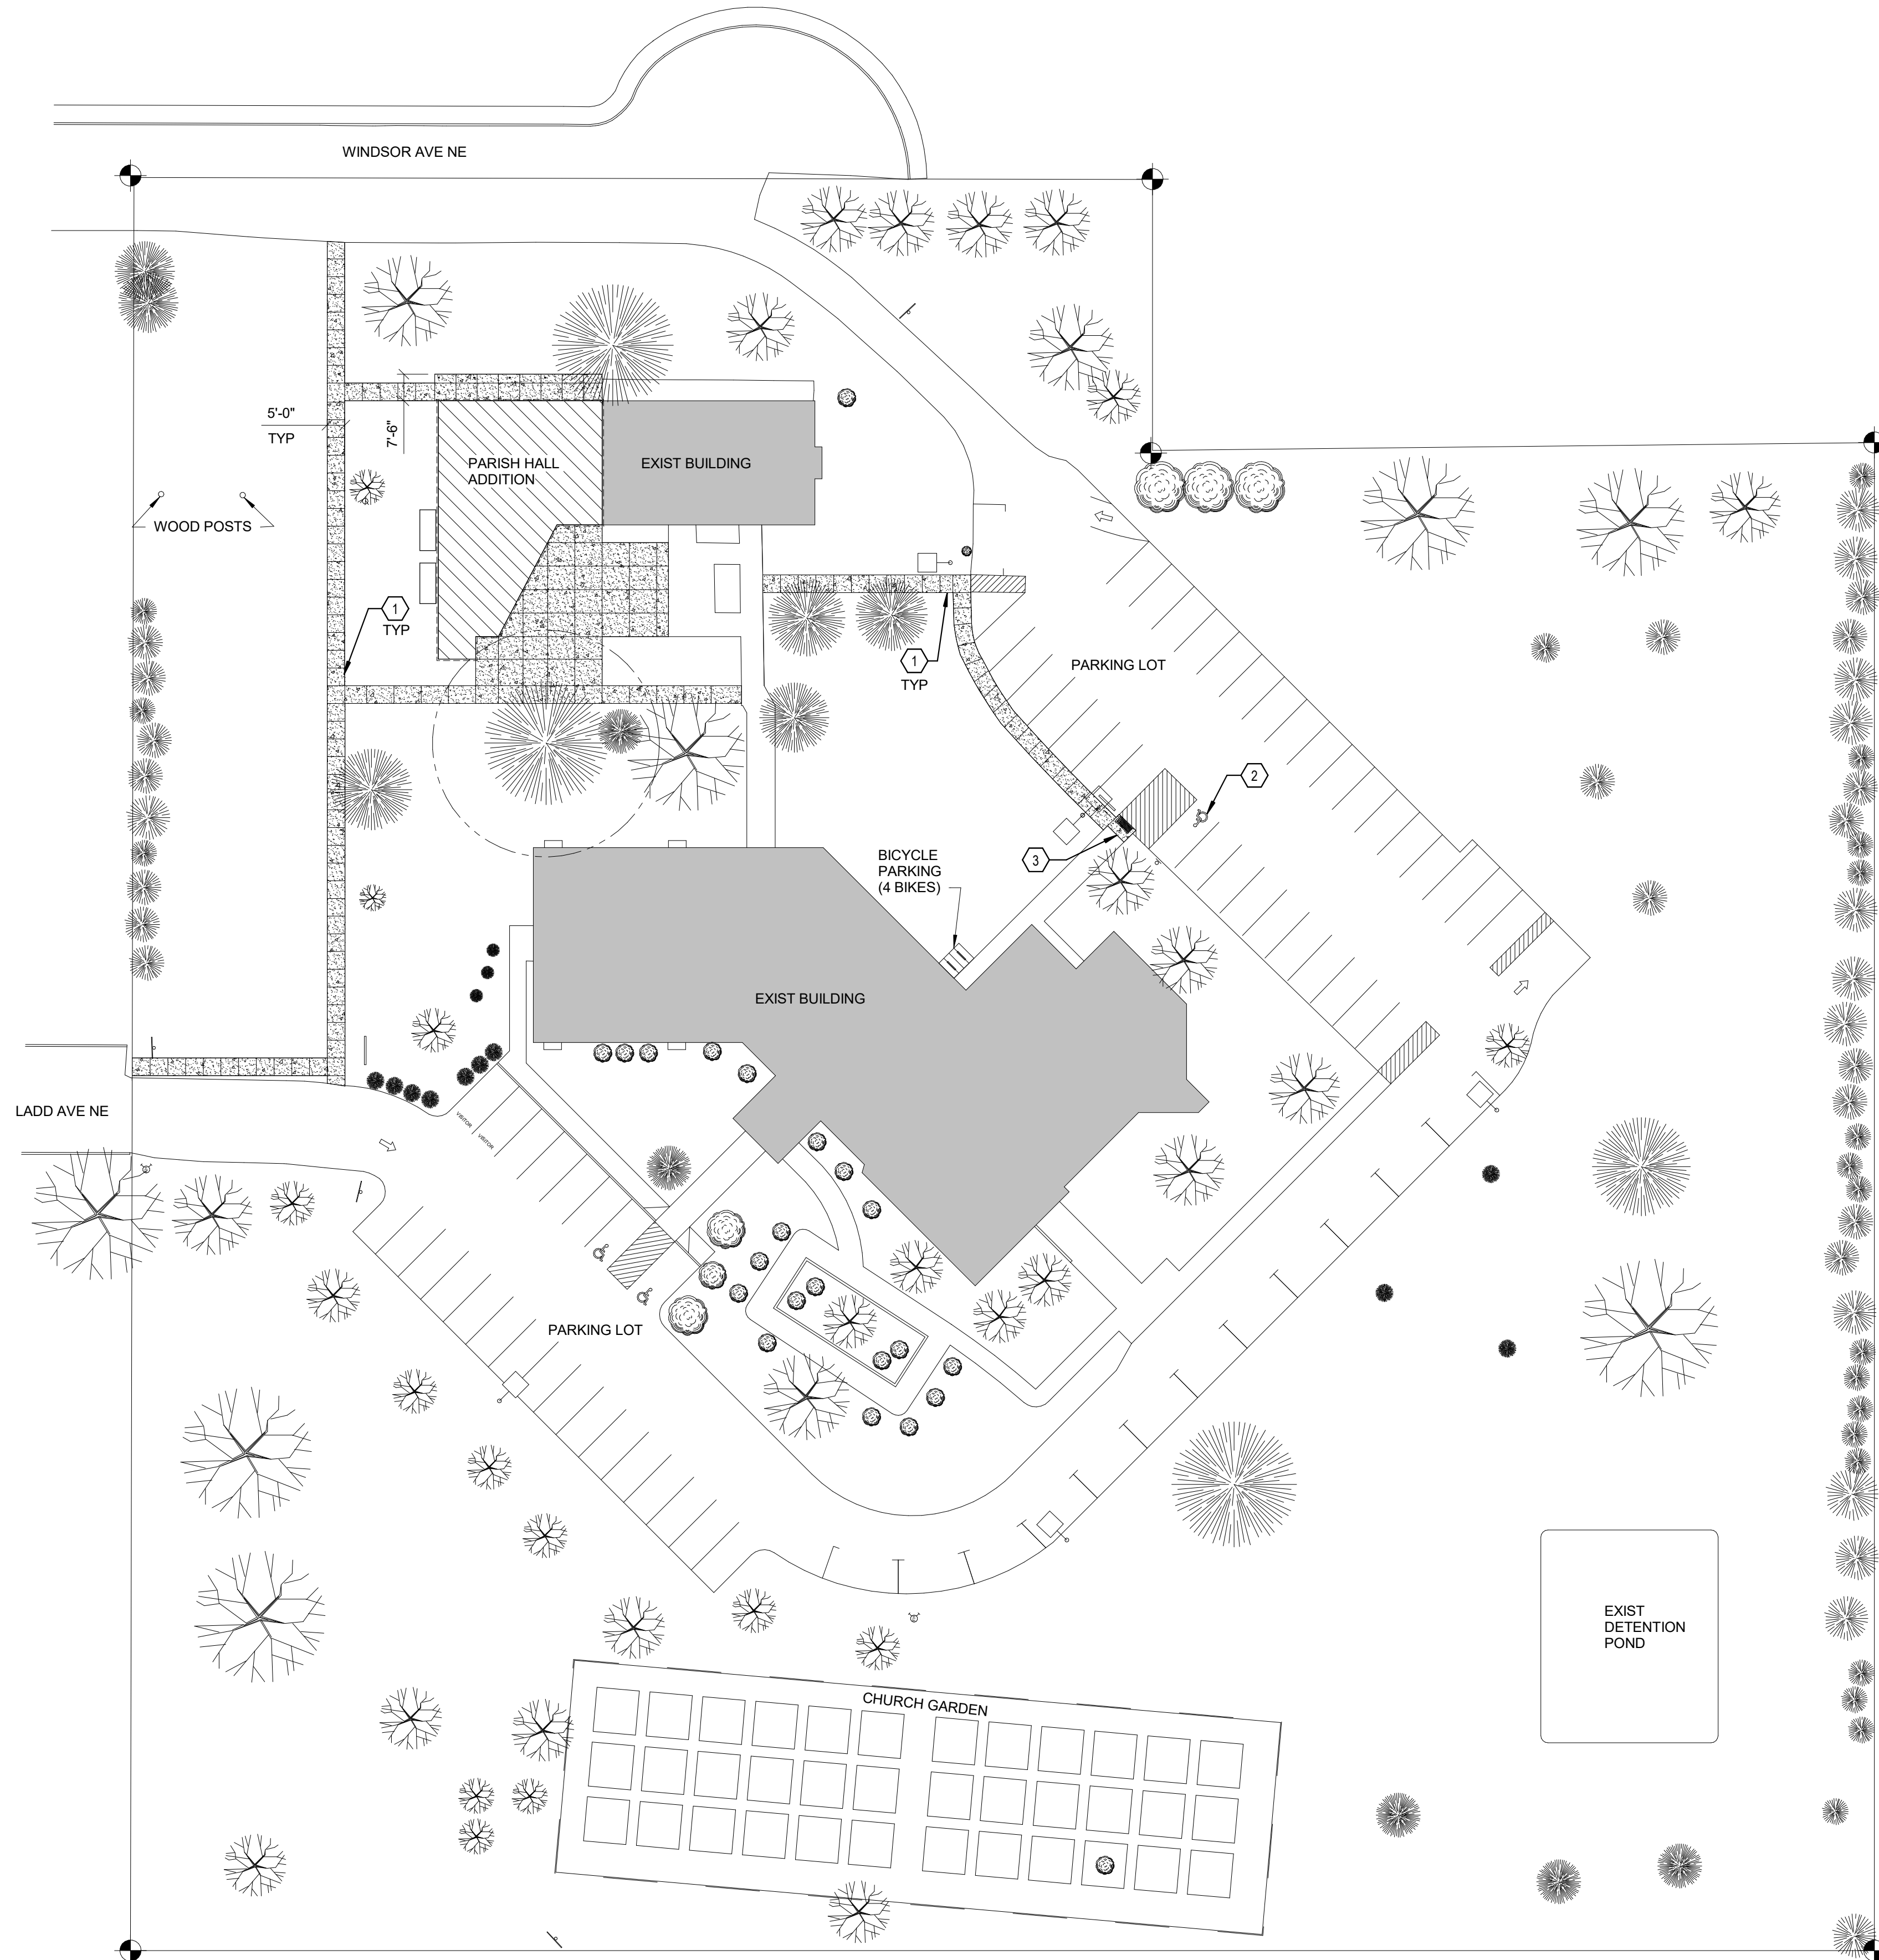 WINDSOR AVE NE
5'-0"
TYP
7'-6"
PARISH HALL
ADDITION
EXIST BUILDING
WOOD POSTS
1
TYP
1
TYP
PARKING LOT
2
BICYCLE
PARKING
(4 BIKES)
3
EXIST BUILDING
LADD AVE NE
VISITOR
VISITOR
PARKING LOT
EXIST
DETENTION
POND
CHURCH GARDEN